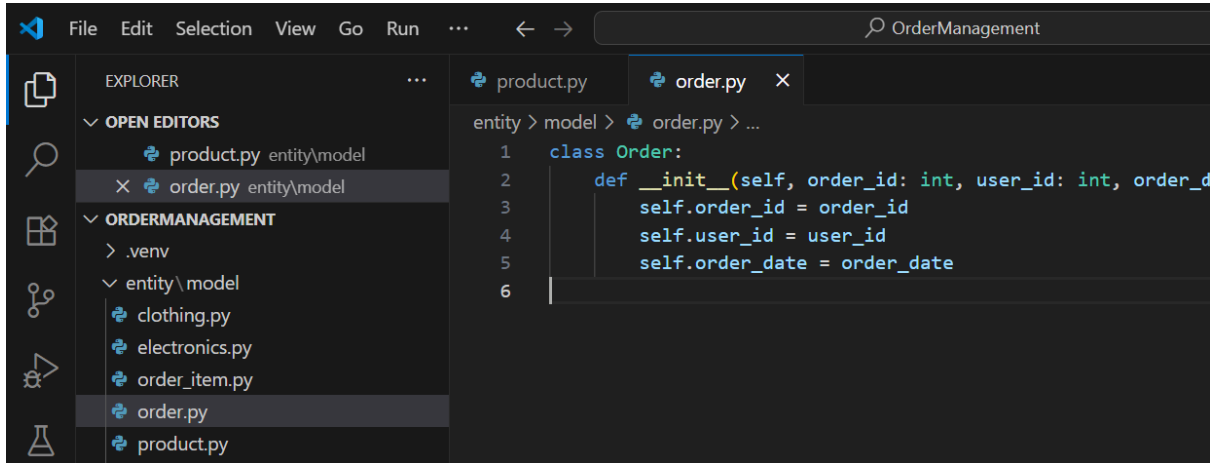 File Edit Selection View Go Run ··· ← → OrderManagement
EXPLORER ···
OPEN EDITORS
product.py entity\model
order.py entity\model
ORDERMANAGEMENT
.venv
entity\model
clothing.py
electronics.py
order_item.py
order.py
product.py
product.py order.py
entity > model > order.py > ...
1 class Order:
2 def __init__(self, order_id: int, user_id: int, order_d
3 self.order_id = order_id
4 self.user_id = user_id
5 self.order_date = order_date
6